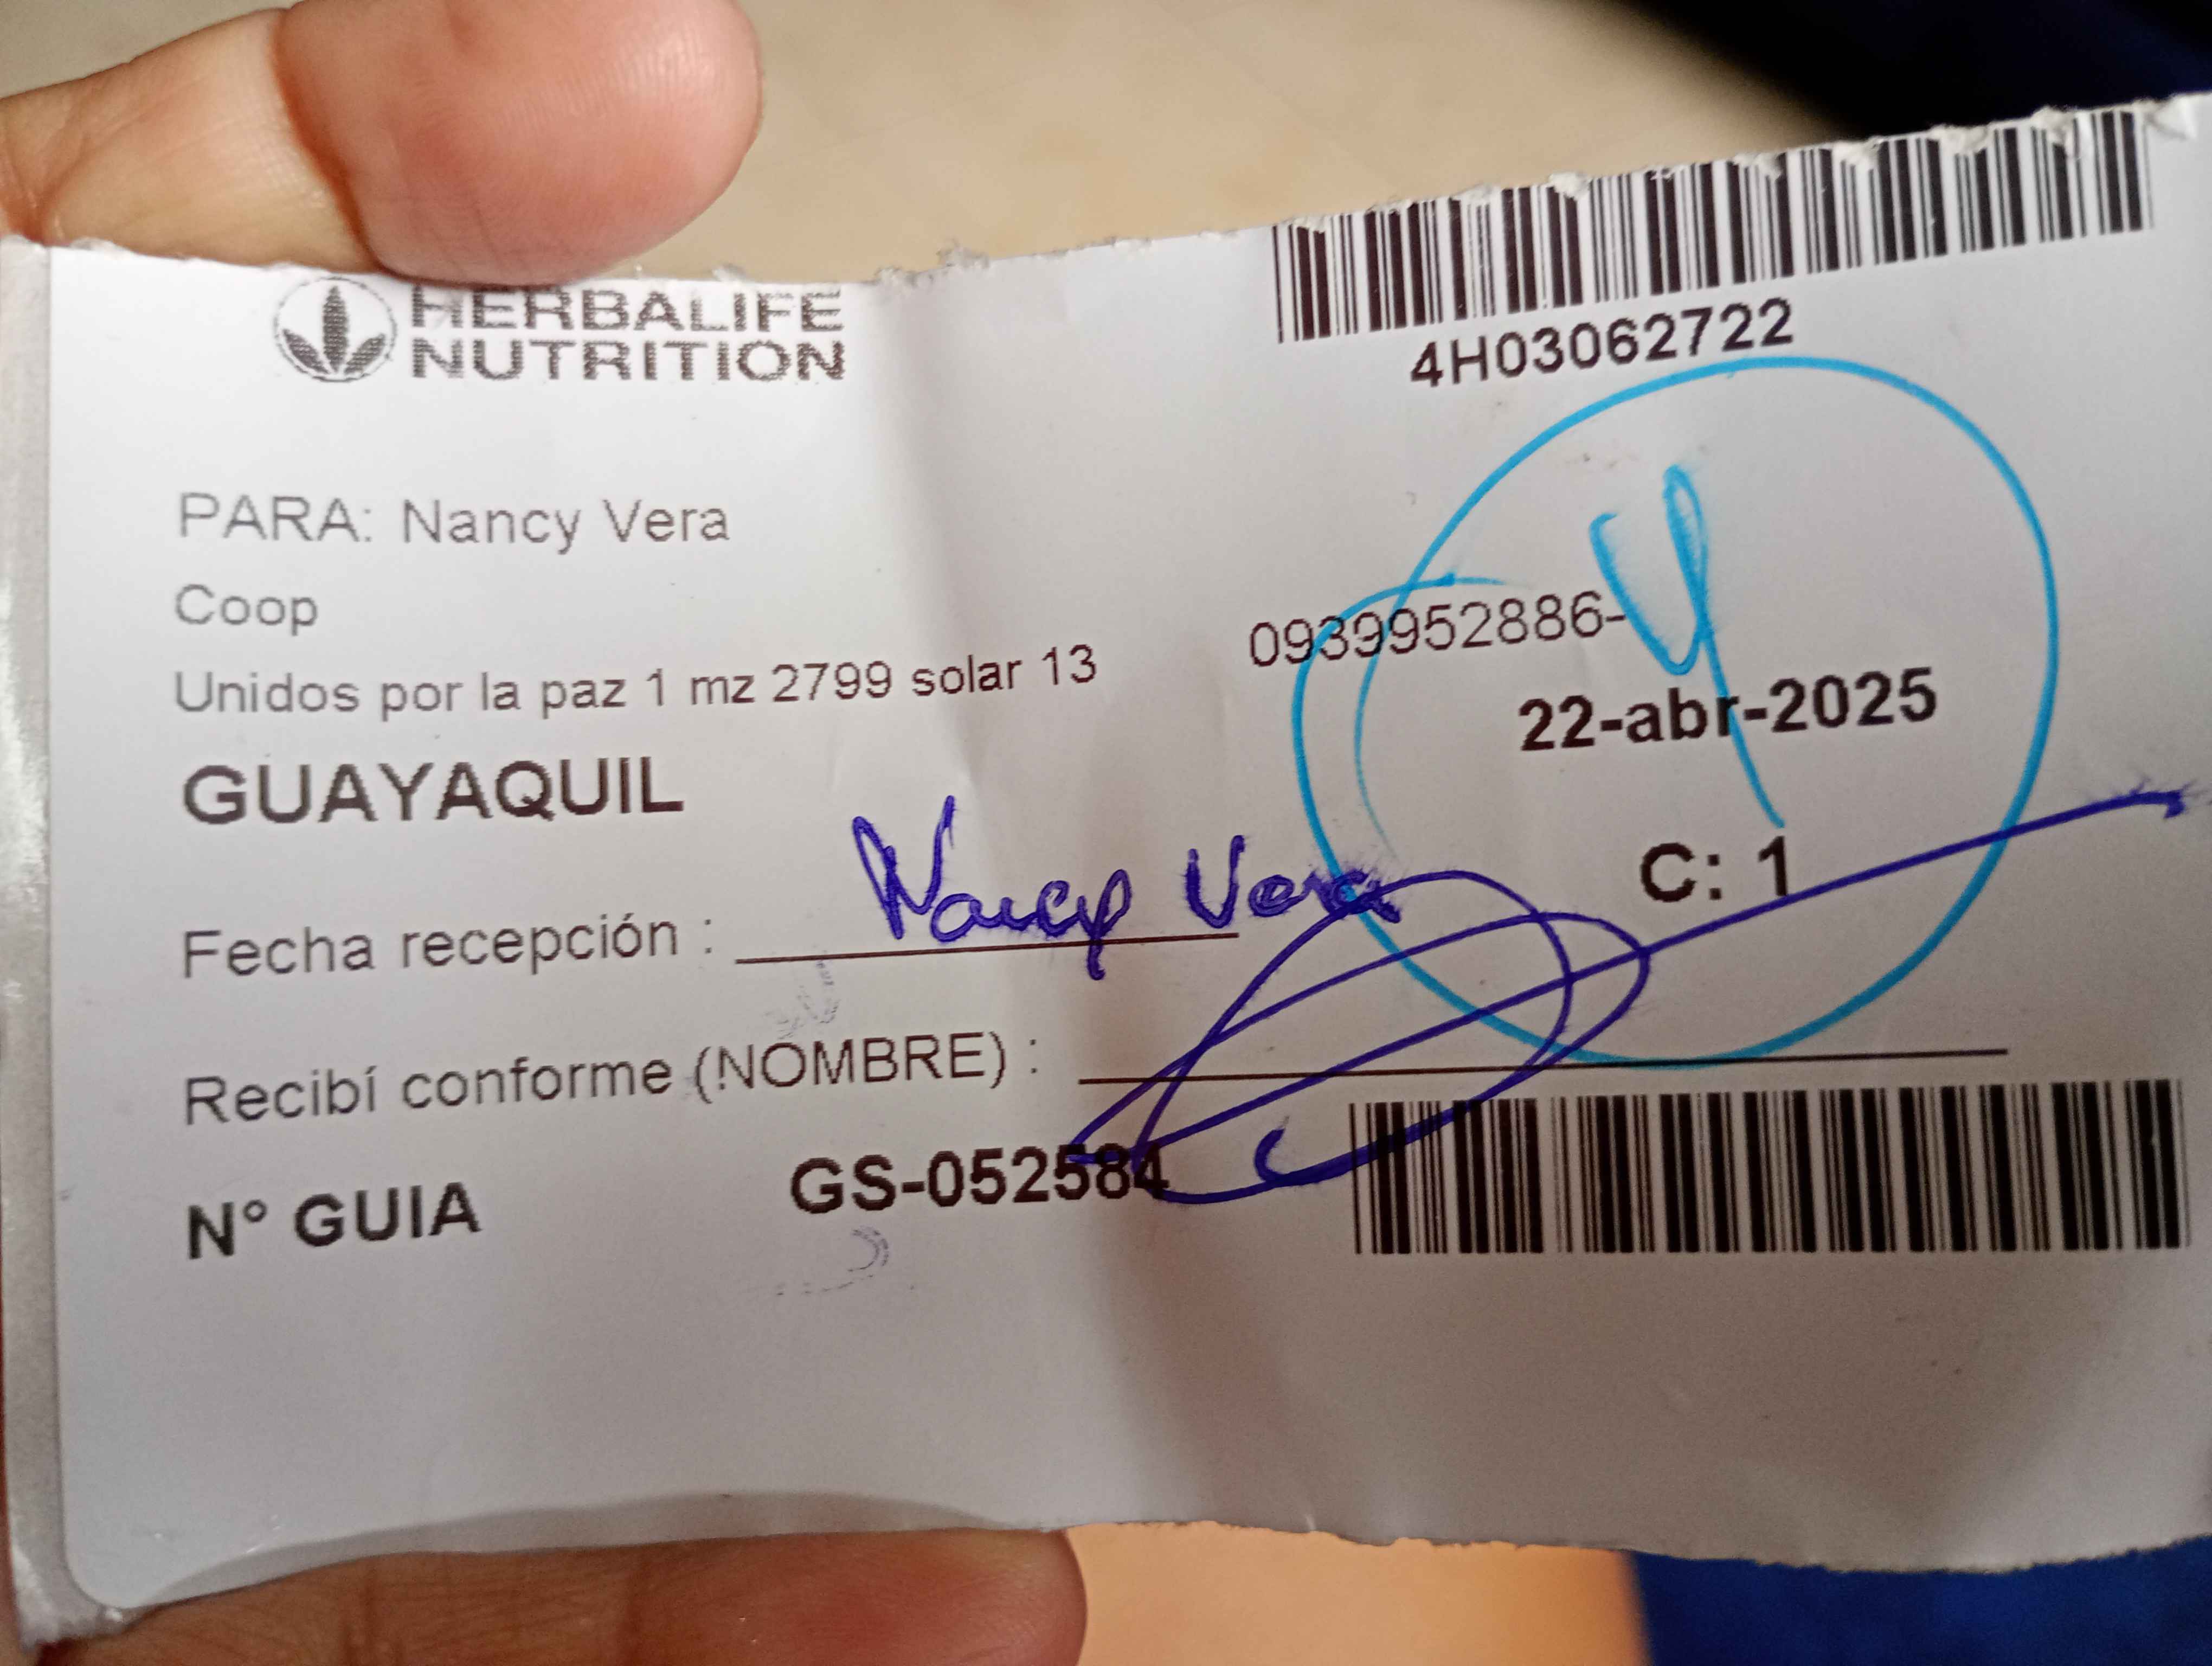 HERBALIFE
NUTRITION
4H03062722
PARA: Nancy Vera
Coop
Unidos por la paz 1 mz 2799 solar 13
0939952886-
GUAYAQUIL
22-abr-2025
C: 1
Fecha recepción : Nancy Vera
Recibí conforme (NOMBRE) :
N° GUIA GS-052584